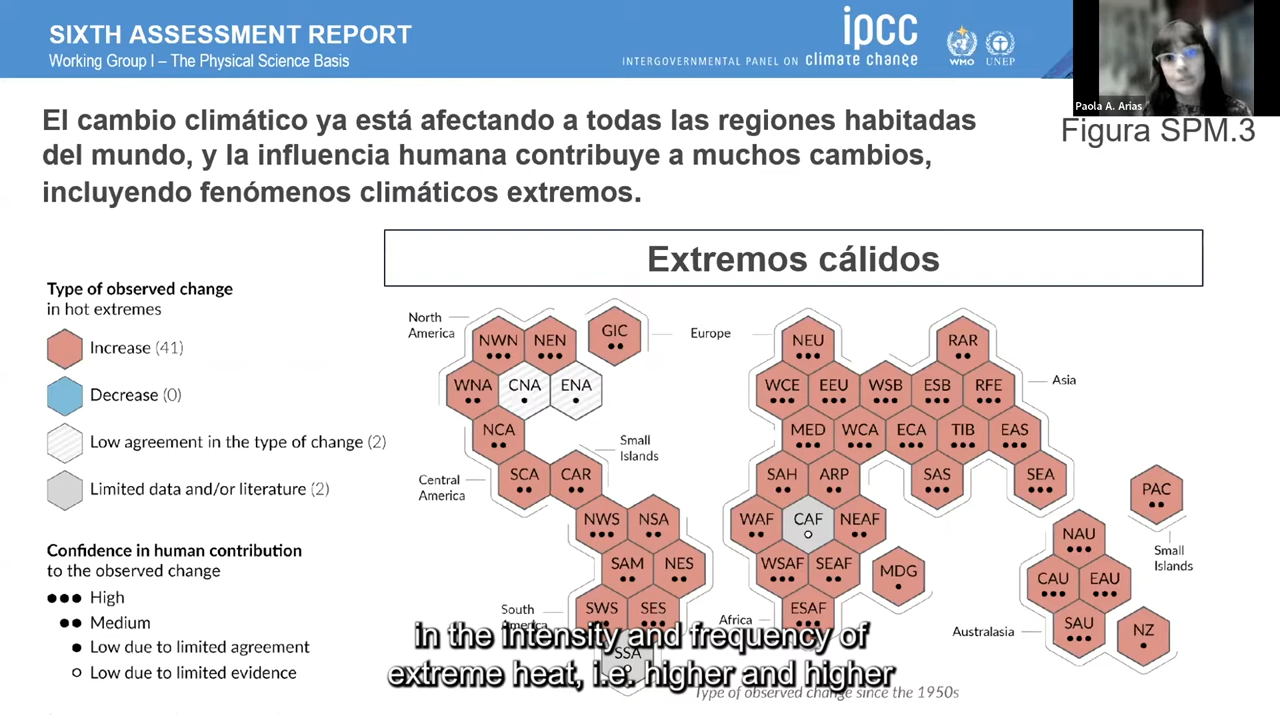 SIXTH ASSESSMENT REPORT
Working Group I – The Physical Science Basis
INTERGOVERNMENTAL PANEL ON climate change
ipcc
WMO
UNEP
Paola A. Arias
El cambio climático ya está afectando a todas las regiones habitadas
del mundo, y la influencia humana contribuye a muchos cambios,
incluyendo fenómenos climáticos extremos.
Figura SPM.3
Extremos cálidos
Type of observed change
in hot extremes
Increase (41)
Decrease (0)
Low agreement in the type of change (2)
Limited data and/or literature (2)
Confidence in human contribution
to the observed change
High
Medium
Low due to limited agreement
Low due to limited evidence
North
America
GIC
Europe
NWN NEN
NEU
RAR
WNA CNA ENA
WCE EEU WSB ESB RFE
Asia
NCA
MED WCA ECA TIB EAS
Small
Islands
Central
America
SCA CAR
SAH ARP
SAS
SEA
PAC
NWS NSA
WAF CAF NEAF
NAU
Small
Islands
SAM NES
WSAF SEAF MDG
CAU EAU
South
America
SWS SES
Africa
ESAF
Australasia
SAU
NZ
SSA
in the intensity and frequency of
extreme heat, i.e. higher and higher
Type of observed change since the 1950s